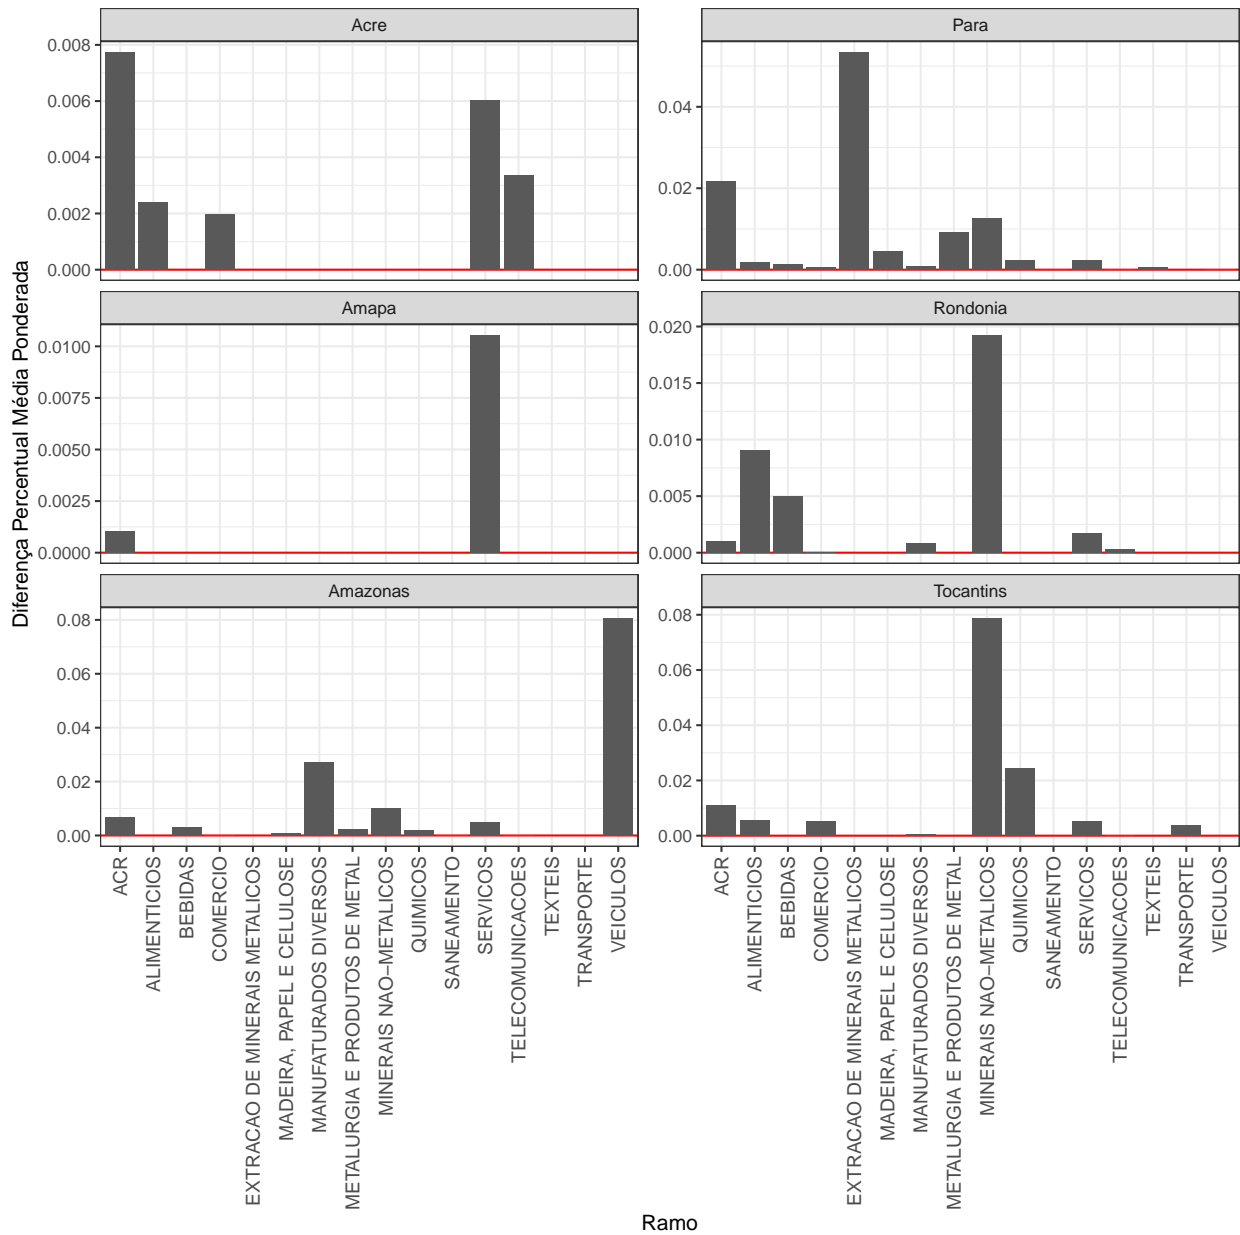 Diferença Percentual Média Ponderada
Acre
0.008
0.006
0.004
0.002
0.000
Para
0.04
0.02
0.00
Amapa
0.0100
0.0075
0.0050
0.0025
0.0000
Rondonia
0.020
0.015
0.010
0.005
0.000
Amazonas
0.08
0.06
0.04
0.02
0.00
Tocantins
0.08
0.06
0.04
0.02
0.00
ACR
ALIMENTICIOS
BEBIDAS
COMERCIO
EXTRACAO DE MINERAIS METALICOS
MADEIRA, PAPEL E CELULOSE
MANUFATURADOS DIVERSOS
METALURGIA E PRODUTOS DE METAL
MINERAIS NAO−METALICOS
QUIMICOS
SANEAMENTO
SERVICOS
TELECOMUNICACOES
TEXTEIS
TRANSPORTE
VEICULOS
ACR
ALIMENTICIOS
BEBIDAS
COMERCIO
EXTRACAO DE MINERAIS METALICOS
MADEIRA, PAPEL E CELULOSE
MANUFATURADOS DIVERSOS
METALURGIA E PRODUTOS DE METAL
MINERAIS NAO−METALICOS
QUIMICOS
SANEAMENTO
SERVICOS
TELECOMUNICACOES
TEXTEIS
TRANSPORTE
VEICULOS
Ramo